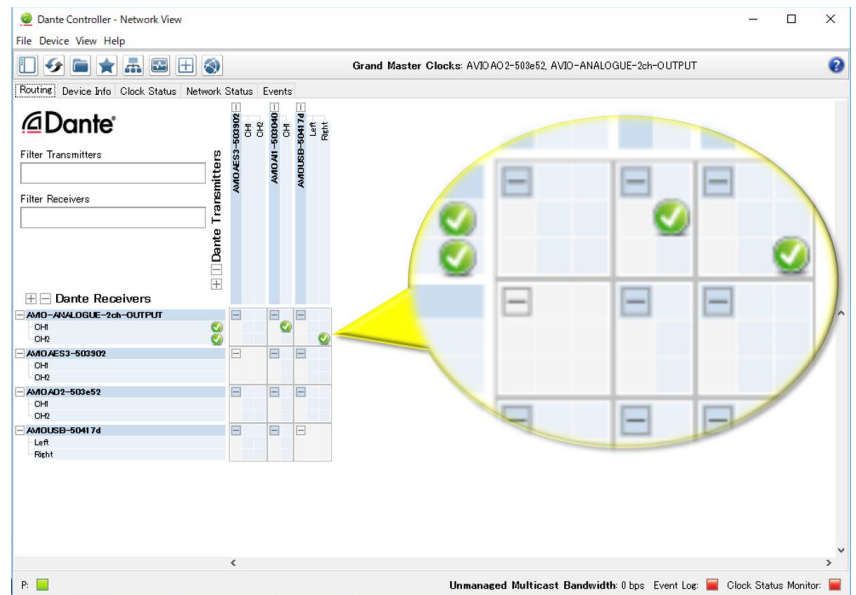 Dante Controller - Network View
File Device View Help
Grand Master Clocks: AVIOAO2-503e52, AVIO-ANALOGUE-2ch-OUTPUT
Routing Device Info Clock Status Network Status Events
Dante
Filter Transmitters
Filter Receivers
Dante Transmitters
AVIOAES3-503902
CH1
CH2
AVIOAI1-503040
CH1
AVIOUSB-50417d
Left
Right
Dante Receivers
AVIO-ANALOGUE-2ch-OUTPUT
CH1
CH2
AVIOAES3-503902
CH1
CH2
AVIOAO2-503e52
CH1
CH2
AVIOUSB-50417d
Left
Right
P:
Unmanaged Multicast Bandwidth: 0 bps Event Log: Clock Status Monitor: